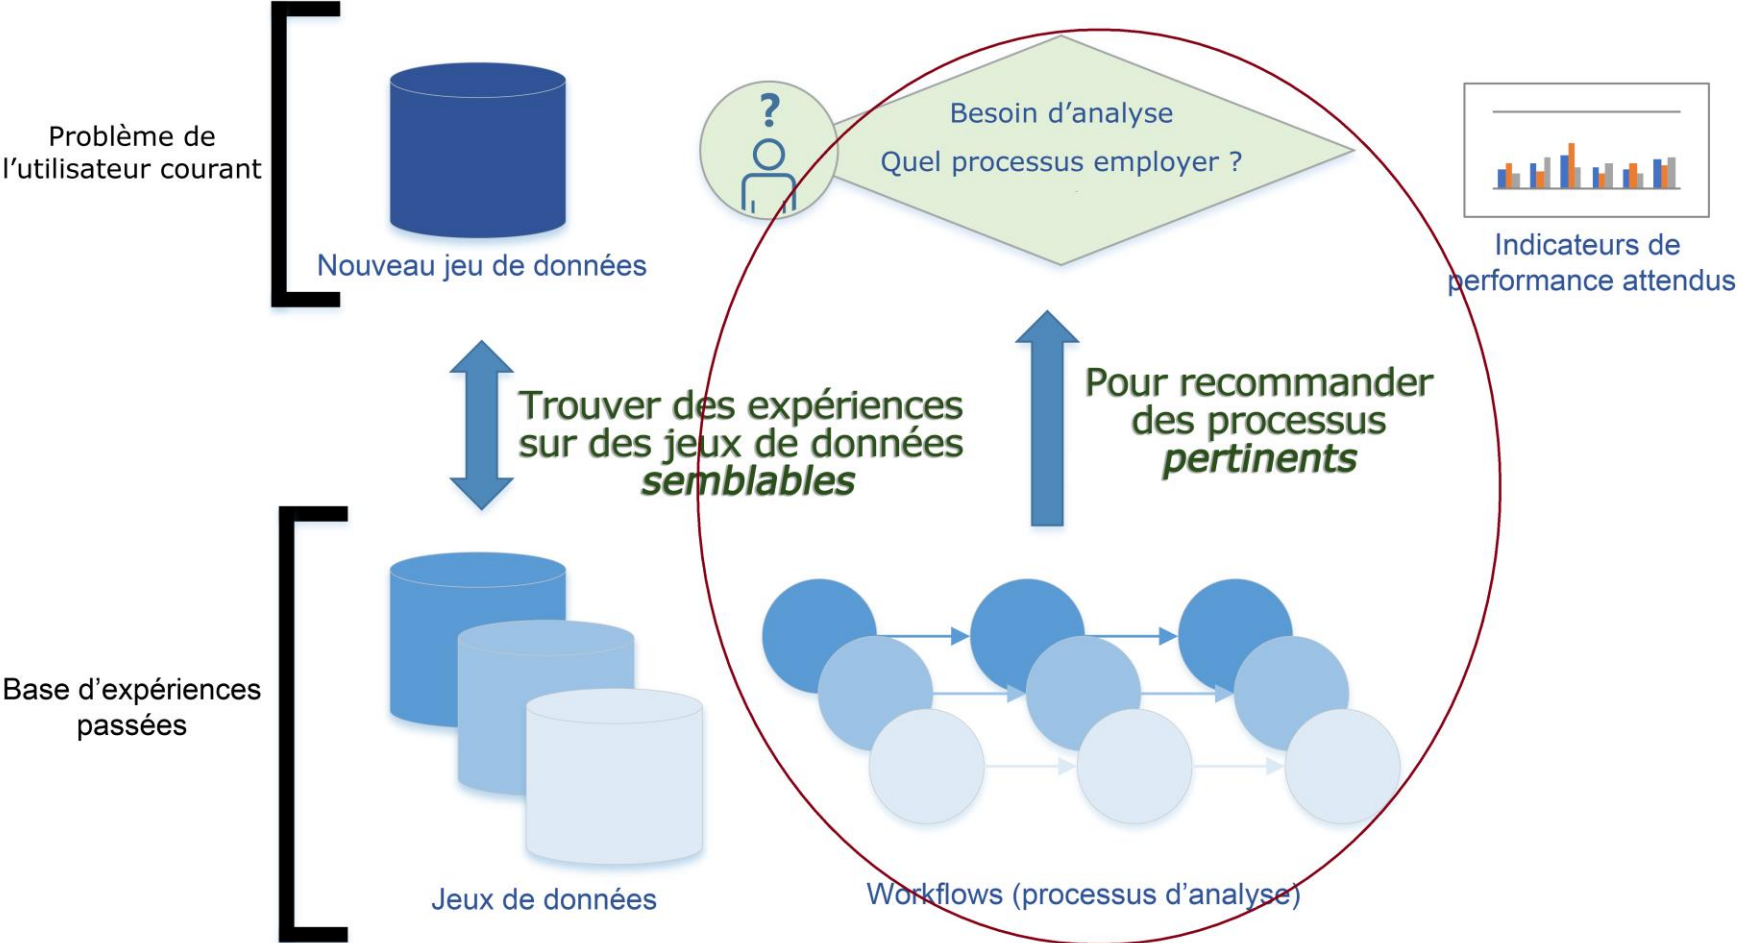 Problème de
l’utilisateur courant
?
Besoin d’analyse
Quel processus employer ?
Nouveau jeu de données
Indicateurs de
performance attendus
Trouver des expériences
sur des jeux de données
semblables
Pour recommander
des processus
pertinents
Base d’expériences
passées
Jeux de données
Workflows (processus d’analyse)